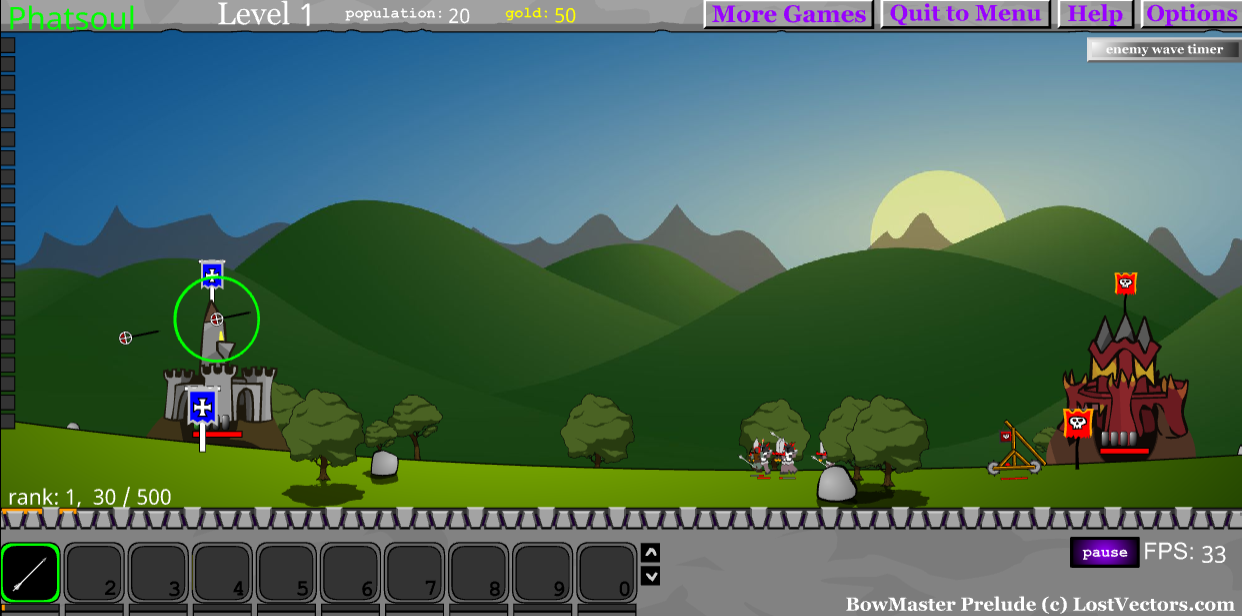 Phatsoul
Level 1 population: 20 gold: 50 More Games Quit to Menu Help Options
enemy wave timer
rank: 1, 30 / 500
2 3 4 5 6 7 8 9 0
pause FPS: 33
BowMaster Prelude (c) LostVectors.com